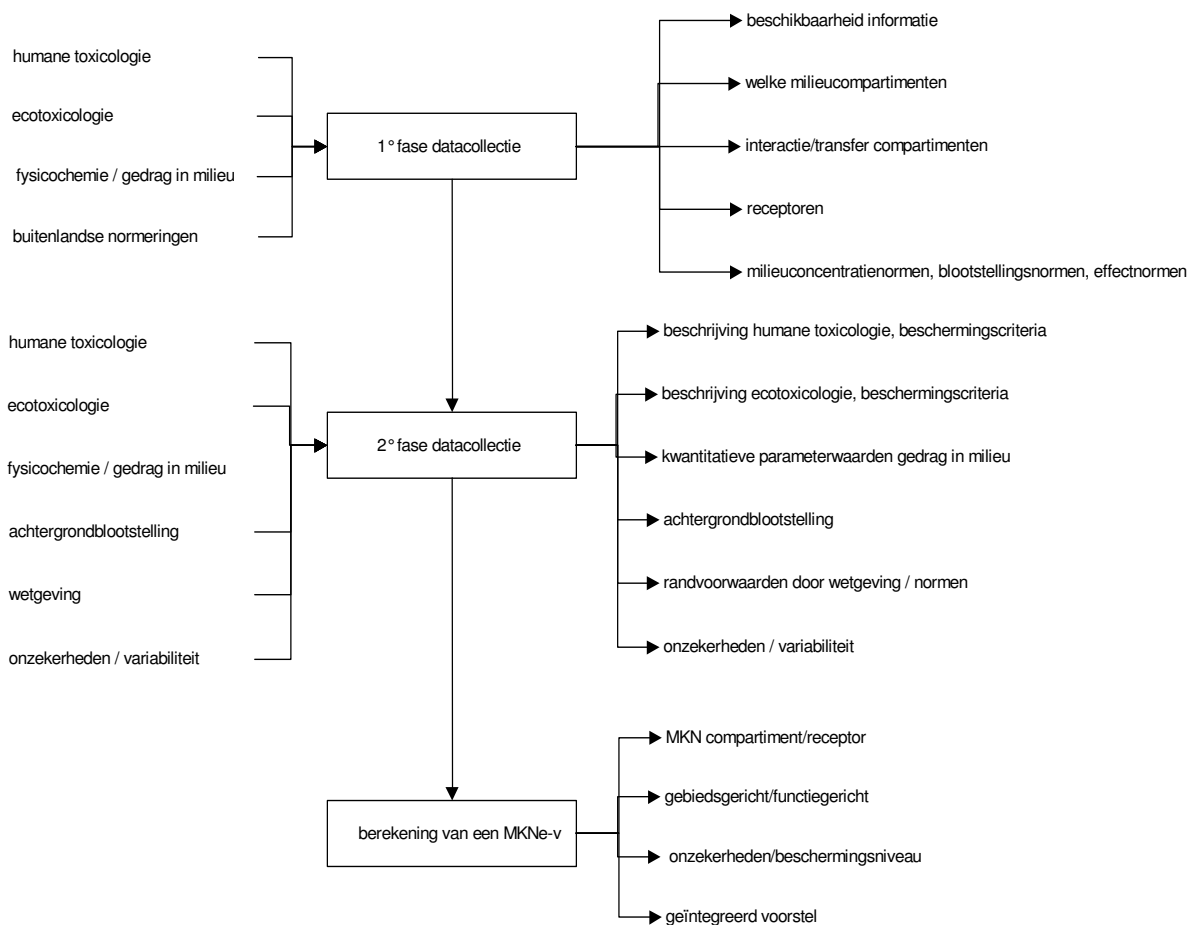 humane toxicologie
ecotoxicologie
fysicochemie / gedrag in milieu
buitenlandse normeringen
1° fase datacollectie
beschikbaarheid informatie
welke milieucompartimenten
interactie/transfer compartimenten
receptoren
milieuconcentratienormen, blootstellingsnormen, effectnormen
humane toxicologie
ecotoxicologie
fysicochemie / gedrag in milieu
achtergrondblootstelling
wetgeving
onzekerheden / variabiliteit
2° fase datacollectie
beschrijving humane toxicologie, beschermingscriteria
beschrijving ecotoxicologie, beschermingscriteria
kwantitatieve parameterwaarden gedrag in milieu
achtergrondblootstelling
randvoorwaarden door wetgeving / normen
onzekerheden / variabiliteit
berekening van een MKNe-v
MKN compartiment/receptor
gebiedsgericht/functiegericht
onzekerheden/beschermingsniveau
geïntegreerd voorstel